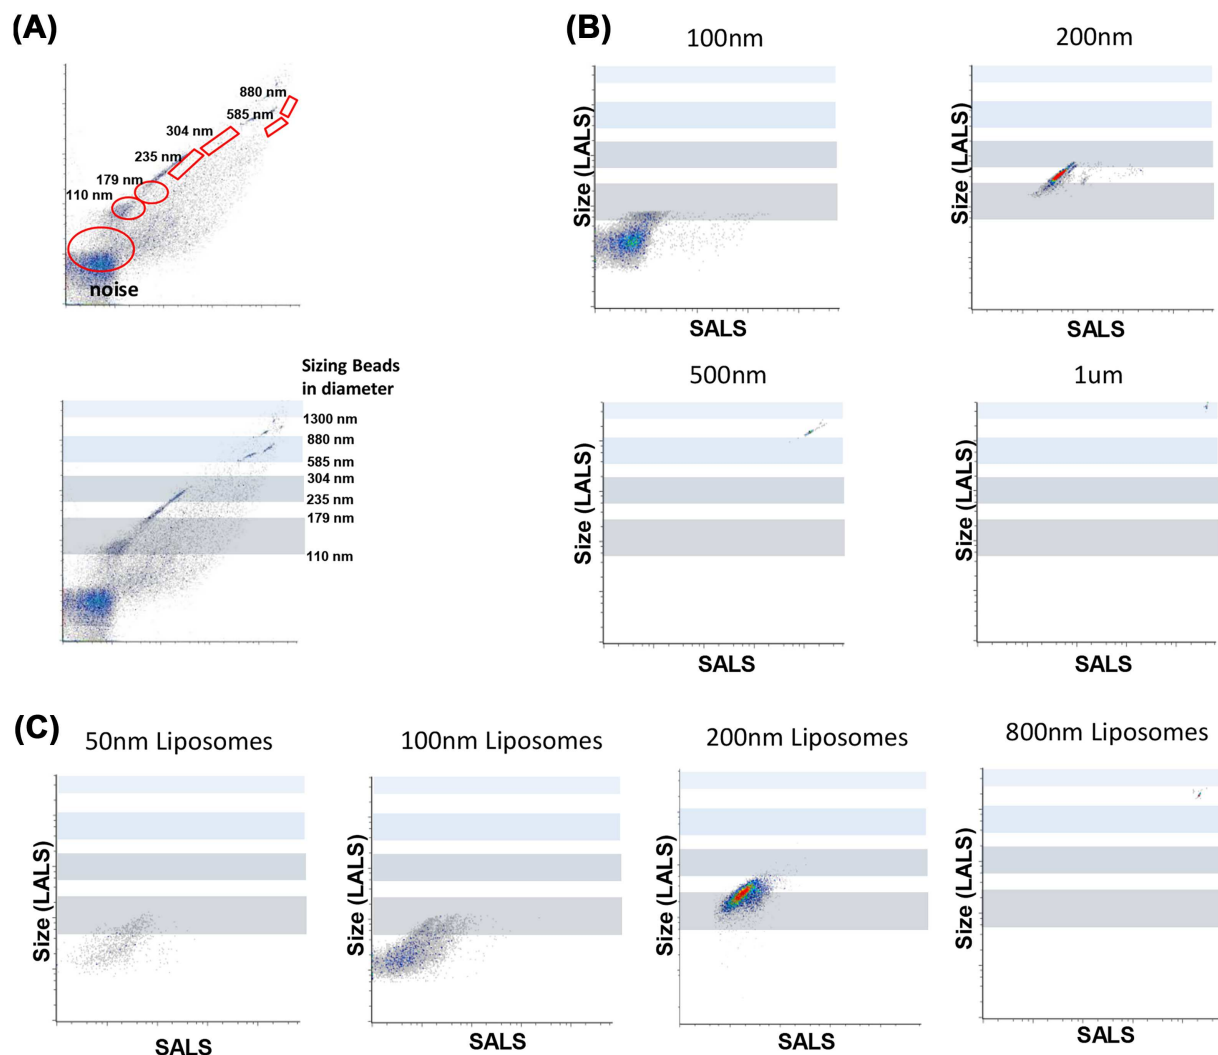 (A)
880 nm
585 nm
304 nm
235 nm
179 nm
110 nm
noise
Sizing Beads
in diameter
1300 nm
880 nm
585 nm
304 nm
235 nm
179 nm
110 nm
(B)
100nm
Size (LALS)
SALS
200nm
Size (LALS)
SALS
500nm
Size (LALS)
SALS
1um
Size (LALS)
SALS
(C)
50nm Liposomes
Size (LALS)
SALS
100nm Liposomes
Size (LALS)
SALS
200nm Liposomes
Size (LALS)
SALS
800nm Liposomes
Size (LALS)
SALS